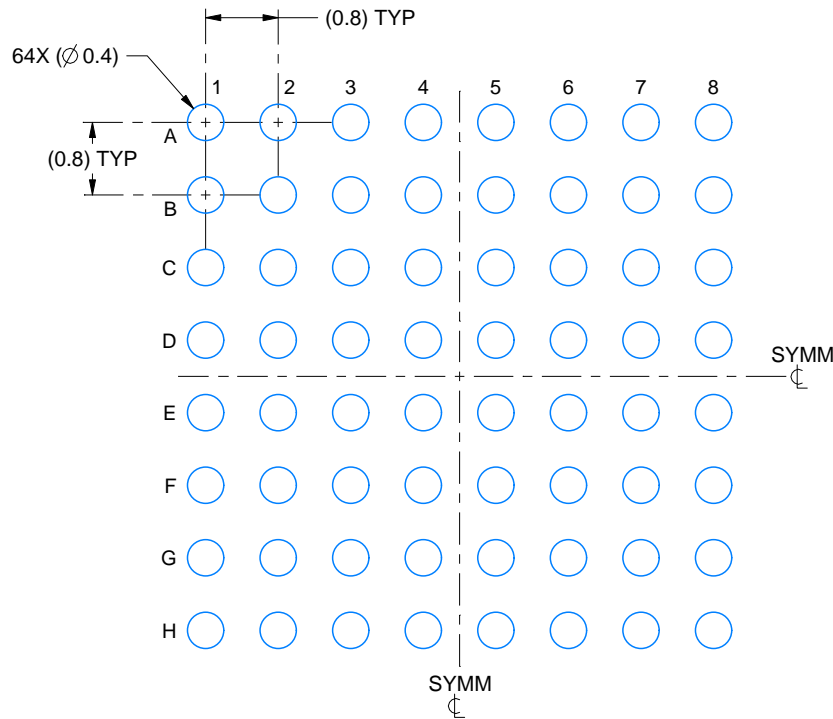 (0.8) TYP
64X (∅ 0.4)
1 2 3 4 5 6 7 8
A
(0.8) TYP
B
C
D
SYMM
℄
E
F
G
H
SYMM
℄